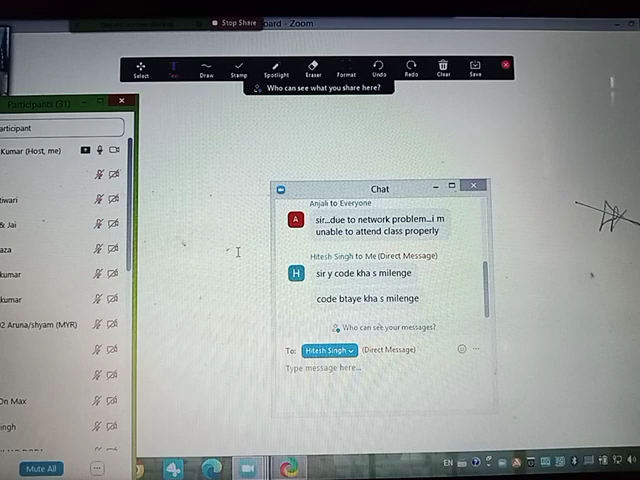 Stop Share
oard - Zoom
Select
Text
Draw
Stamp
Spotlight
Eraser
Format
Undo
Redo
Clear
Save
Who can see what you share here?
Participants (31)
articipant
Kumar (Host, me)
iwari
& Jai
aza
kumar
kumar
02 Aruna/shyam (MYR)
On Max
ingh
Mute All
Chat
Anjali to Everyone
A
sir...due to network problem...i m
unable to attend class properly
Hitesh Singh to Me (Direct Message)
H
sir y code kha s milenge
code btaye kha s milenge
Who can see your messages?
To: Hitesh Singh (Direct Message)
Type message here...
EN